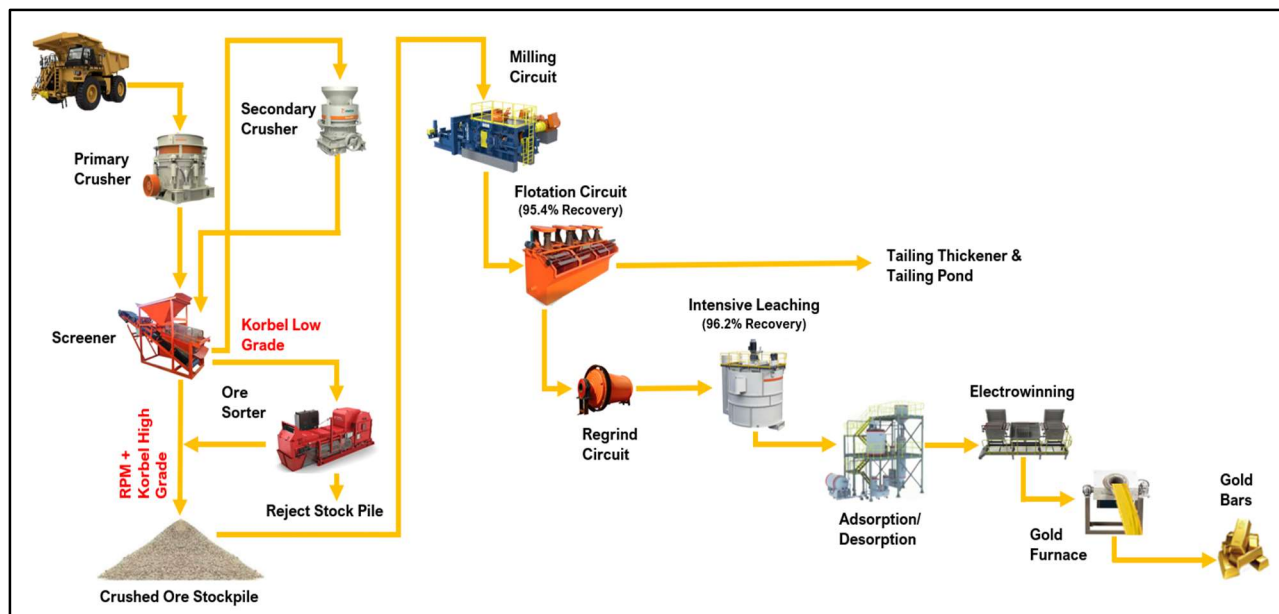 Milling
Circuit
Secondary
Crusher
Primary
Crusher
Flotation Circuit
(95.4% Recovery)
Tailing Thickener &
Tailing Pond
Intensive Leaching
(96.2% Recovery)
Screener
Korbel Low
Grade
Ore
Sorter
Electrowinning
Regrind
Circuit
RPM +
Korbel High
Grade
Reject Stock Pile
Adsorption/
Desorption
Gold
Furnace
Gold
Bars
Crushed Ore Stockpile